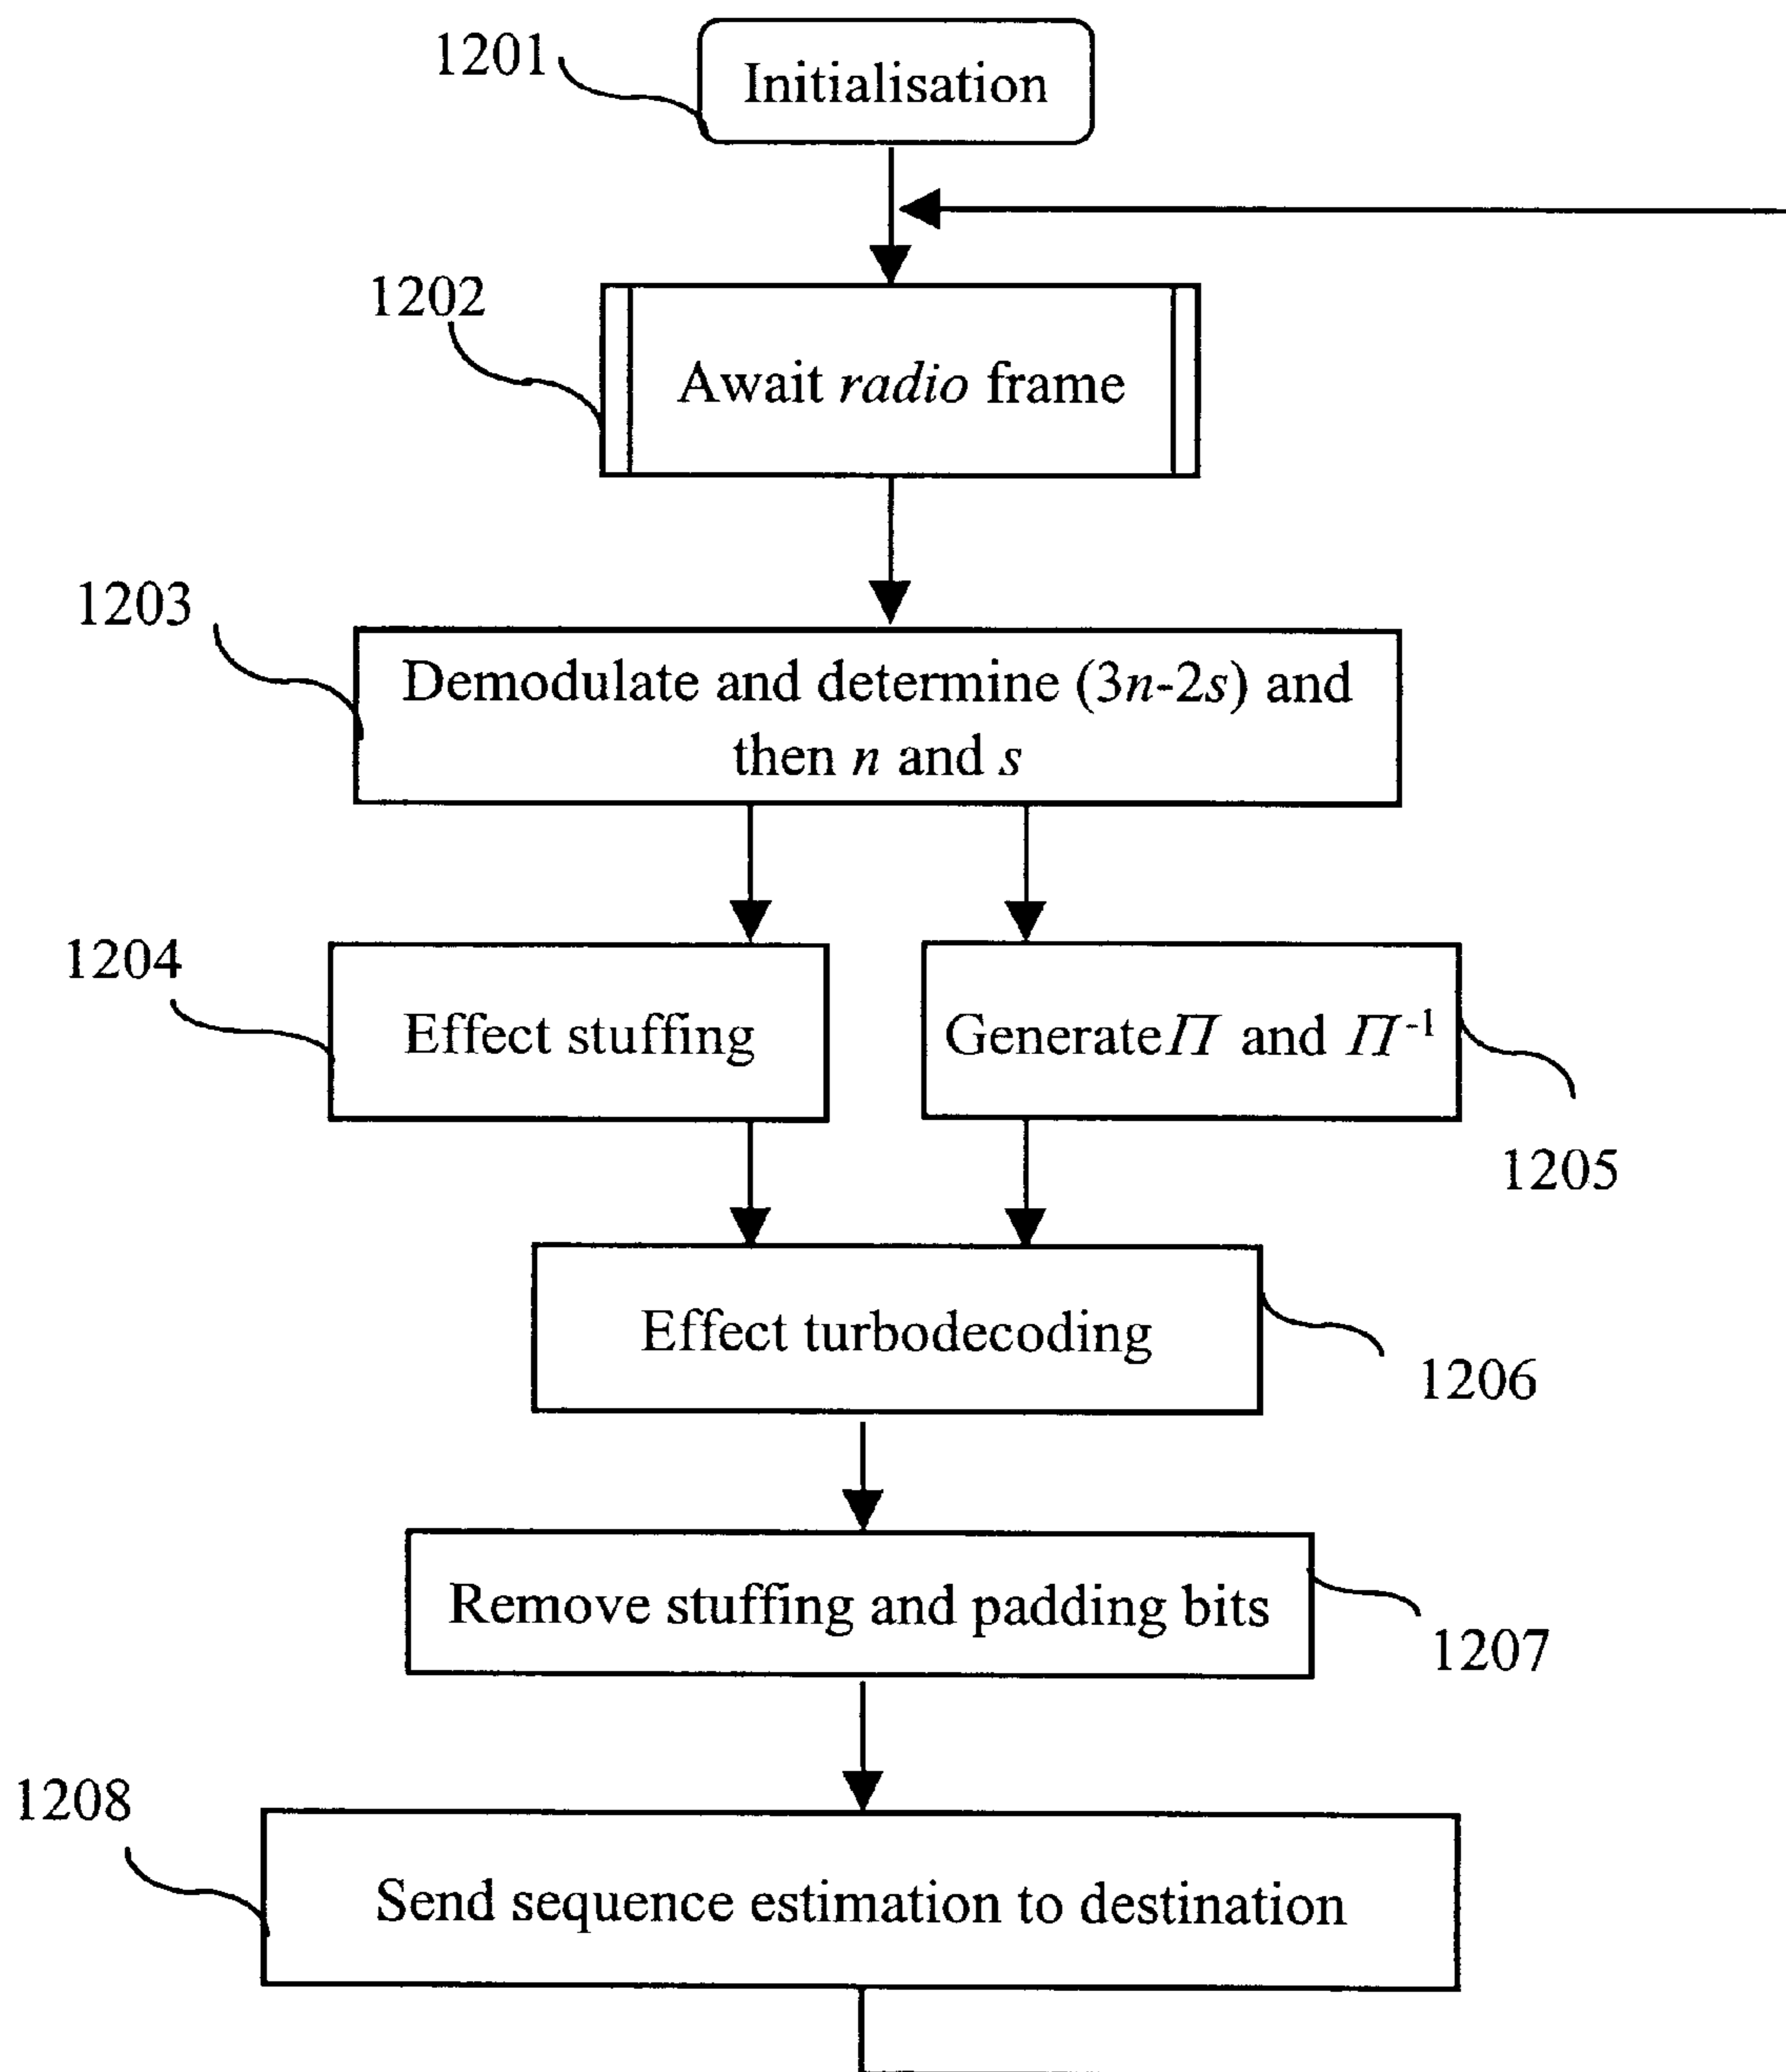 1201
Initialisation
1202
Await radio frame
1203
Demodulate and determine (3n-2s) and
then n and s
1204
Effect stuffing
Generate Π and Π⁻¹
1205
Effect turbodecoding
1206
Remove stuffing and padding bits
1207
1208
Send sequence estimation to destination